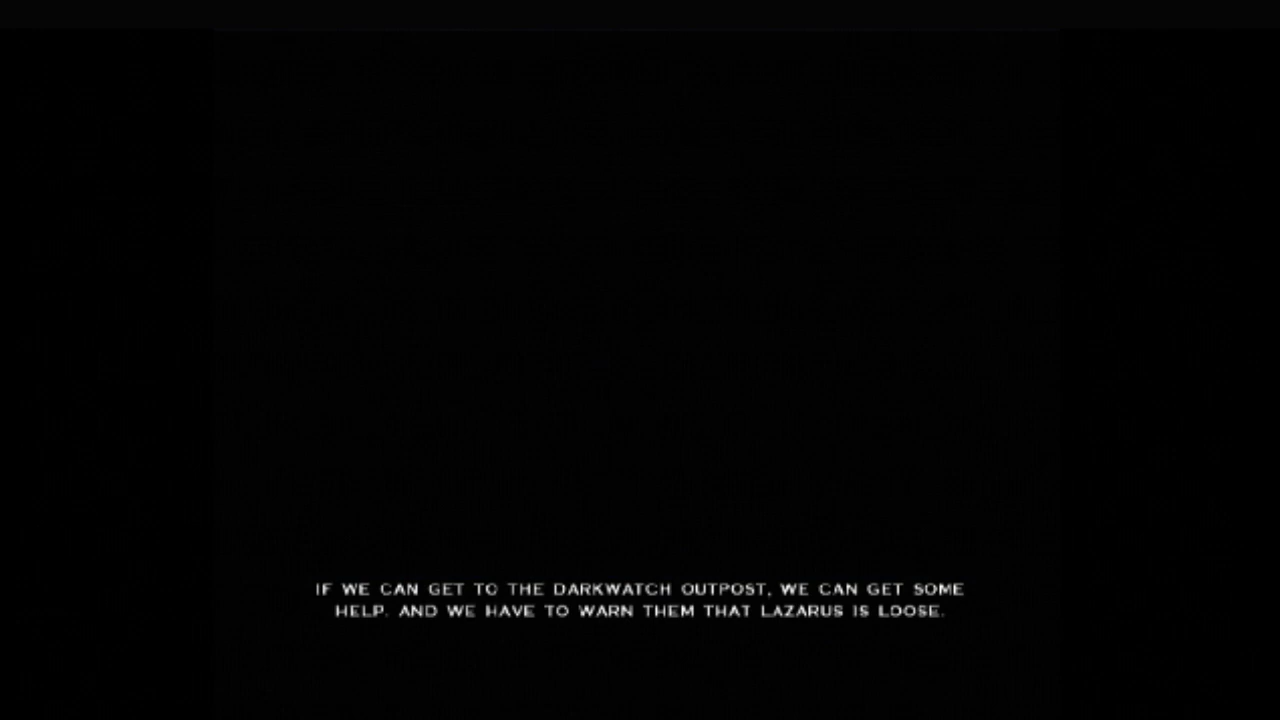 IF WE CAN GET TO THE DARKWATCH OUTPOST, WE CAN GET SOME
HELP. AND WE HAVE TO WARN THEM THAT LAZARUS IS LOOSE.